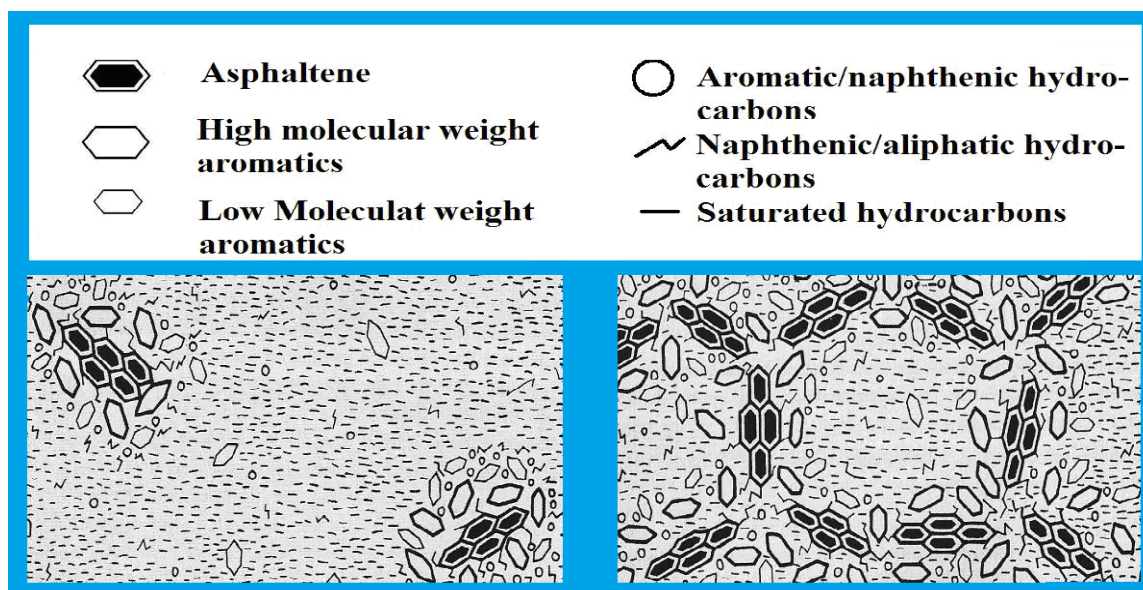 Asphaltene
High molecular weight
aromatics
Low Moleculat weight
aromatics
Aromatic/naphthenic hydro-
carbons
Naphthenic/aliphatic hydro-
carbons
Saturated hydrocarbons